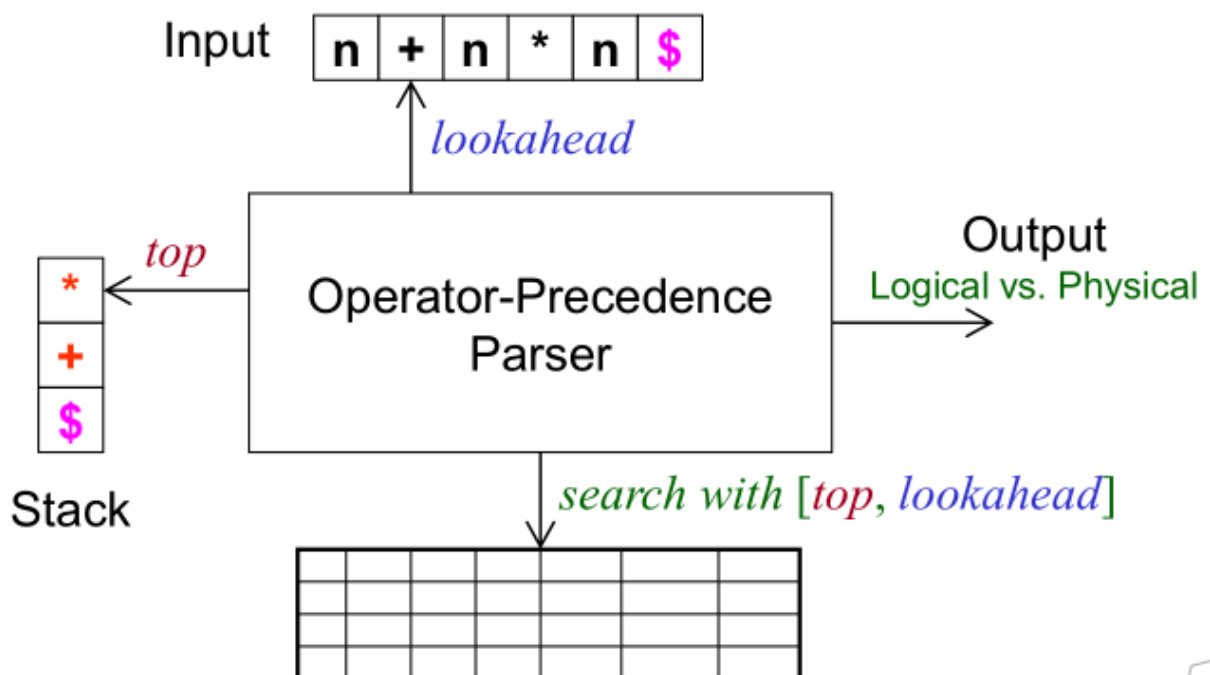 Input
n + n * n $
lookahead
top
Output
Logical vs. Physical
Operator-Precedence
Parser
*
+
$
Stack
search with [top, lookahead]